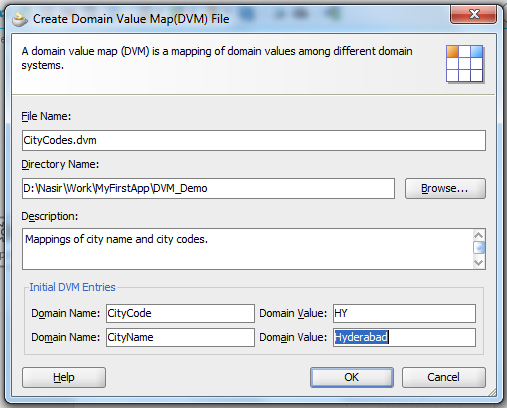 Create Domain Value Map(DVM) File
A domain value map (DVM) is a mapping of domain values among different domain
systems.
File Name:
CityCodes.dvm
Directory Name:
D:\Nasir\Work\MyFirstApp\DVM_Demo
Browse...
Description:
Mappings of city name and city codes.
Initial DVM Entries
Domain Name: CityCode Domain Value: HY
Domain Name: CityName Domain Value: Hyderabad
Help OK Cancel